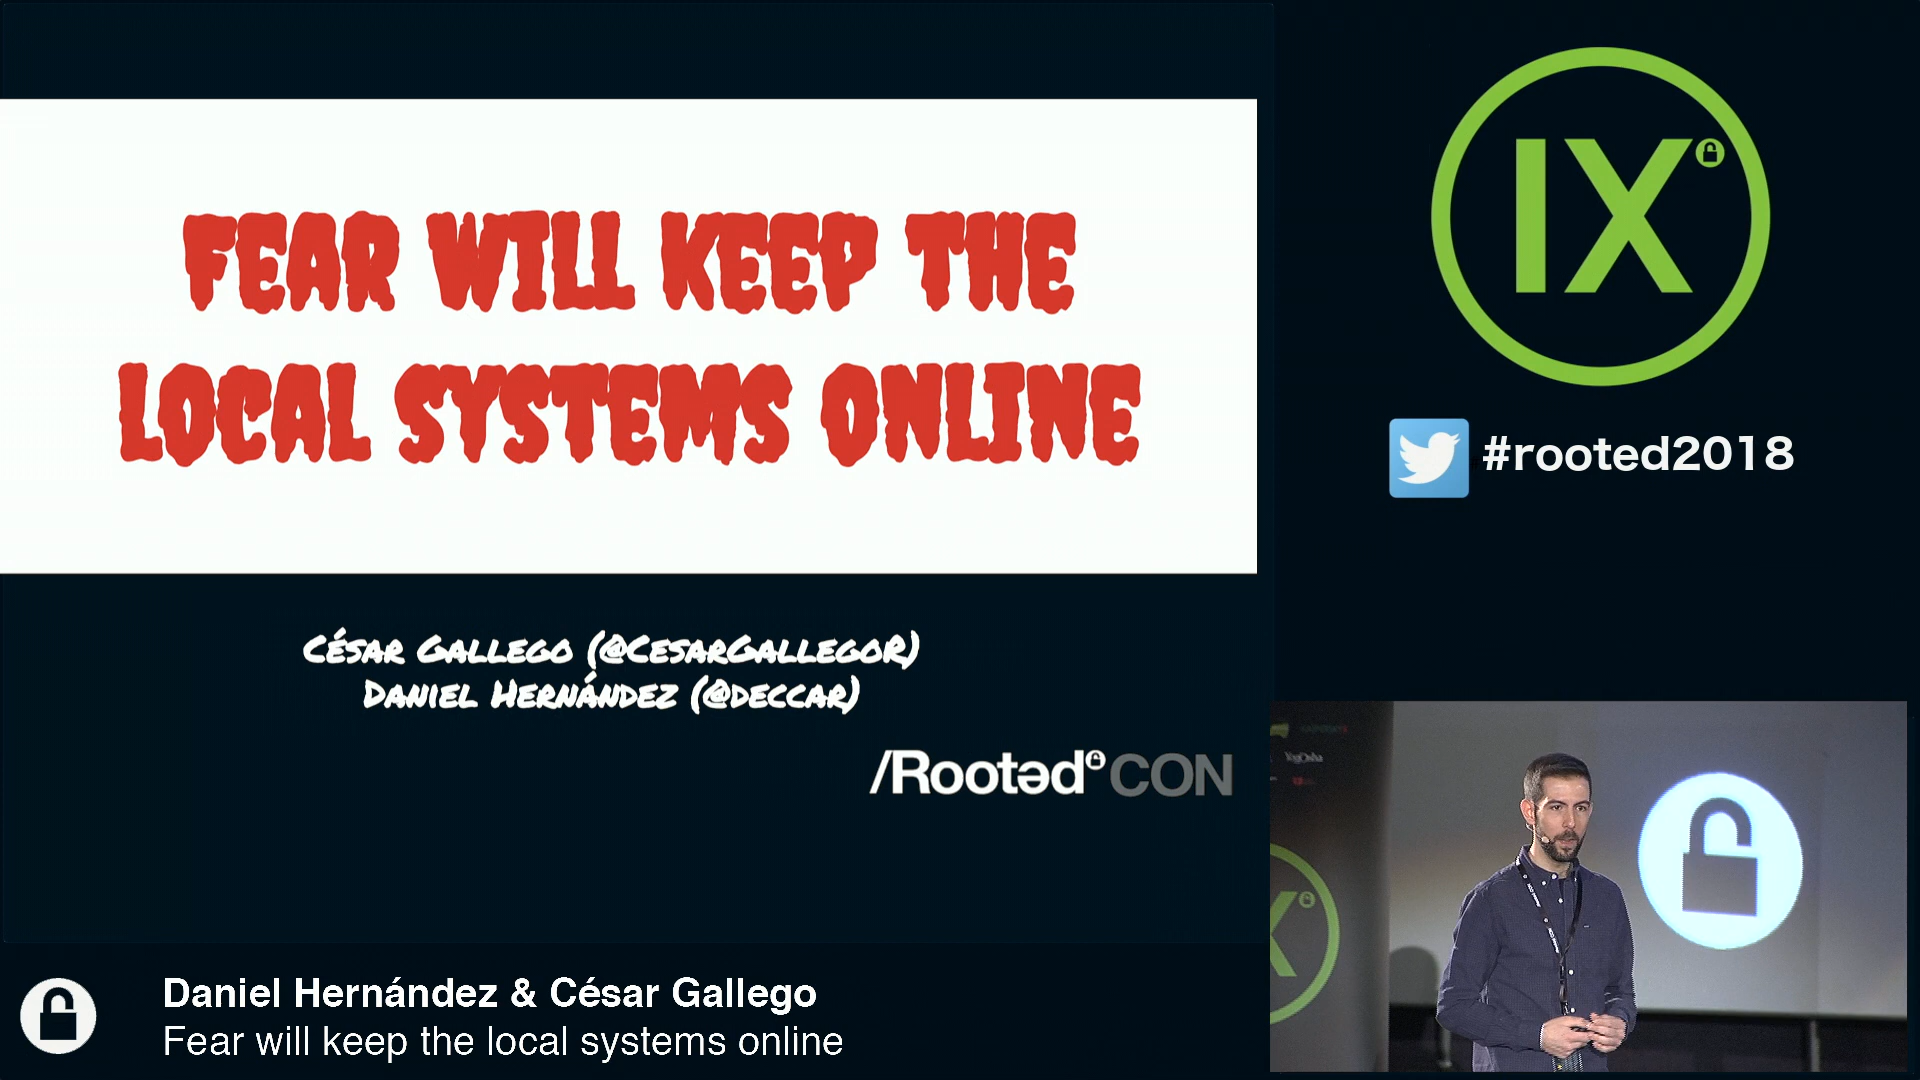 FEAR WILL KEEP THE
LOCAL SYSTEMS ONLINE
César Gallego (@CesarGallegoR)
Daniel Hernández (@deccar)
/Rootəd CON
IX
#rooted2018
Daniel Hernández & César Gallego
Fear will keep the local systems online